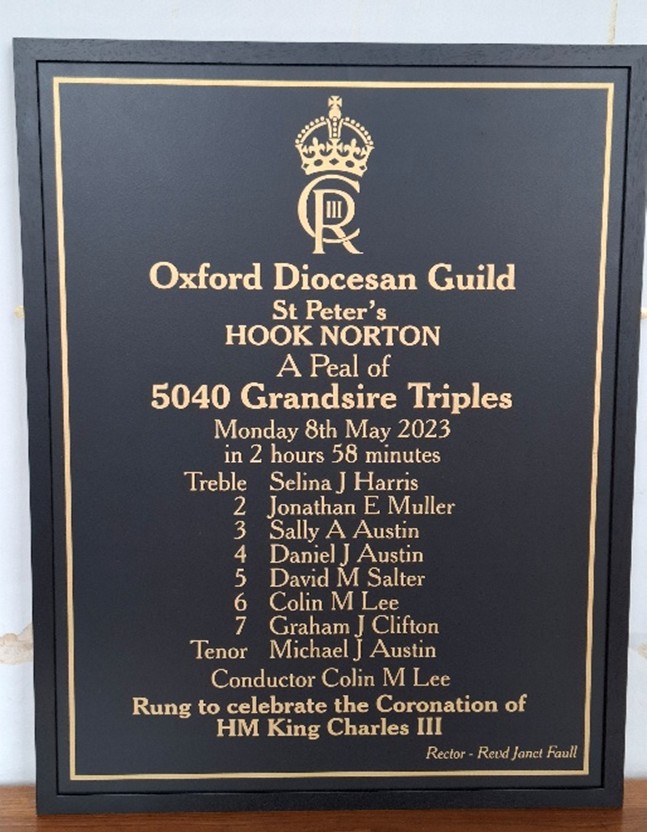 CR III
Oxford Diocesan Guild
St Peter's
HOOK NORTON
A Peal of
5040 Grandsire Triples
Monday 8th May 2023
in 2 hours 58 minutes
Treble Selina J Harris
2 Jonathan E Muller
3 Sally A Austin
4 Daniel J Austin
5 David M Salter
6 Colin M Lee
7 Graham J Clifton
Tenor Michael J Austin
Conductor Colin M Lee
Rung to celebrate the Coronation of
HM King Charles III
Rector - Revd Janet Faull